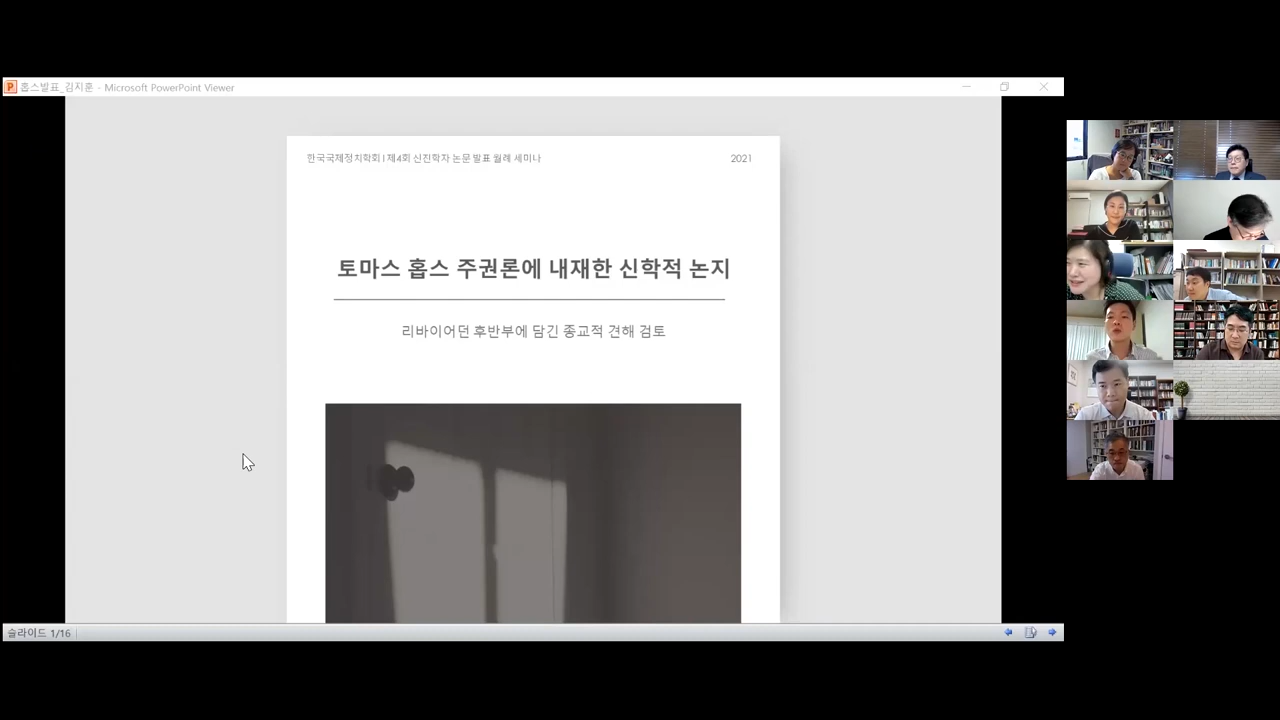 홉스발표_김지훈 - Microsoft PowerPoint Viewer
한국국제정치학회 I 제4회 신진학자 논문 발표 월례 세미나
2021
토마스 홉스 주권론에 내재한 신학적 논지
리바이어던 후반부에 담긴 종교적 견해 검토
슬라이드 1/16